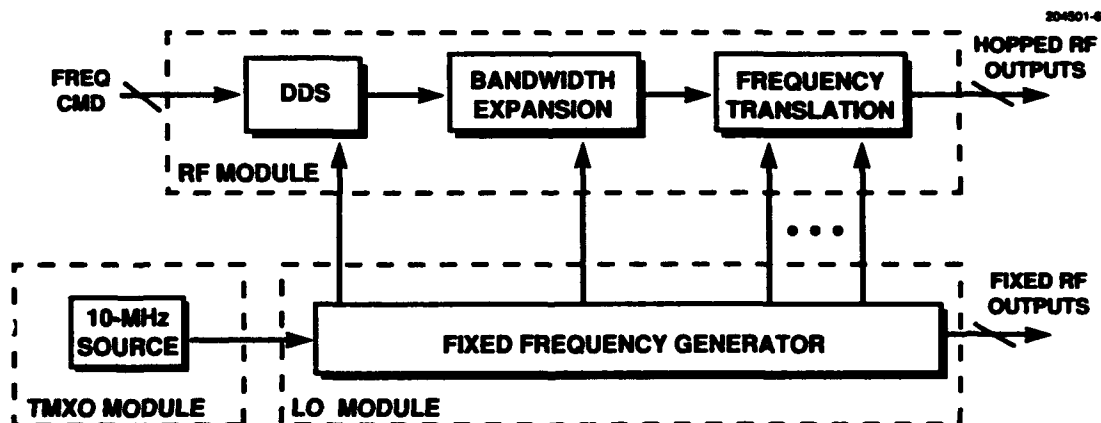 204501-6
FREQ
CMD
DDS
BANDWIDTH
EXPANSION
FREQUENCY
TRANSLATION
HOPPED RF
OUTPUTS
RF MODULE
• • •
10-MHz
SOURCE
FIXED FREQUENCY GENERATOR
FIXED RF
OUTPUTS
TMXO MODULE
LO MODULE